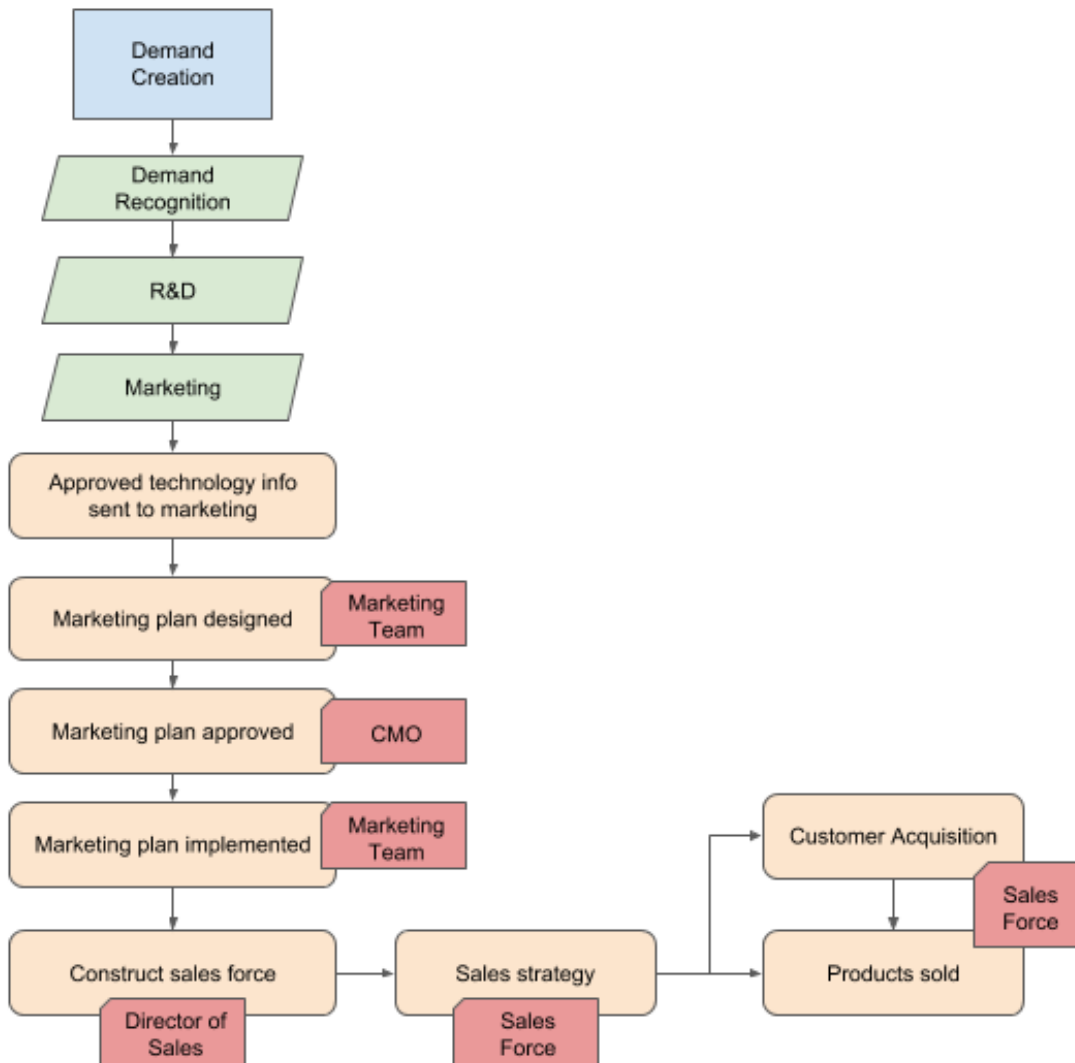 Demand
Creation
Demand
Recognition
R&D
Marketing
Approved technology info
sent to marketing
Marketing plan designed
Marketing
Team
Marketing plan approved
CMO
Marketing plan implemented
Marketing
Team
Customer Acquisition
Sales
Force
Construct sales force
Director of
Sales
Sales strategy
Sales
Force
Products sold